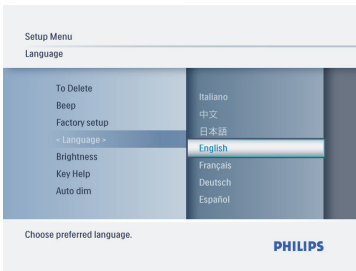 Setup Menu
Language
To Delete
Beep
Factory setup
< Language >
Brightness
Key Help
Auto dim
Italiano
中文
日本語
English
Français
Deutsch
Español
Choose preferred language.
PHILIPS